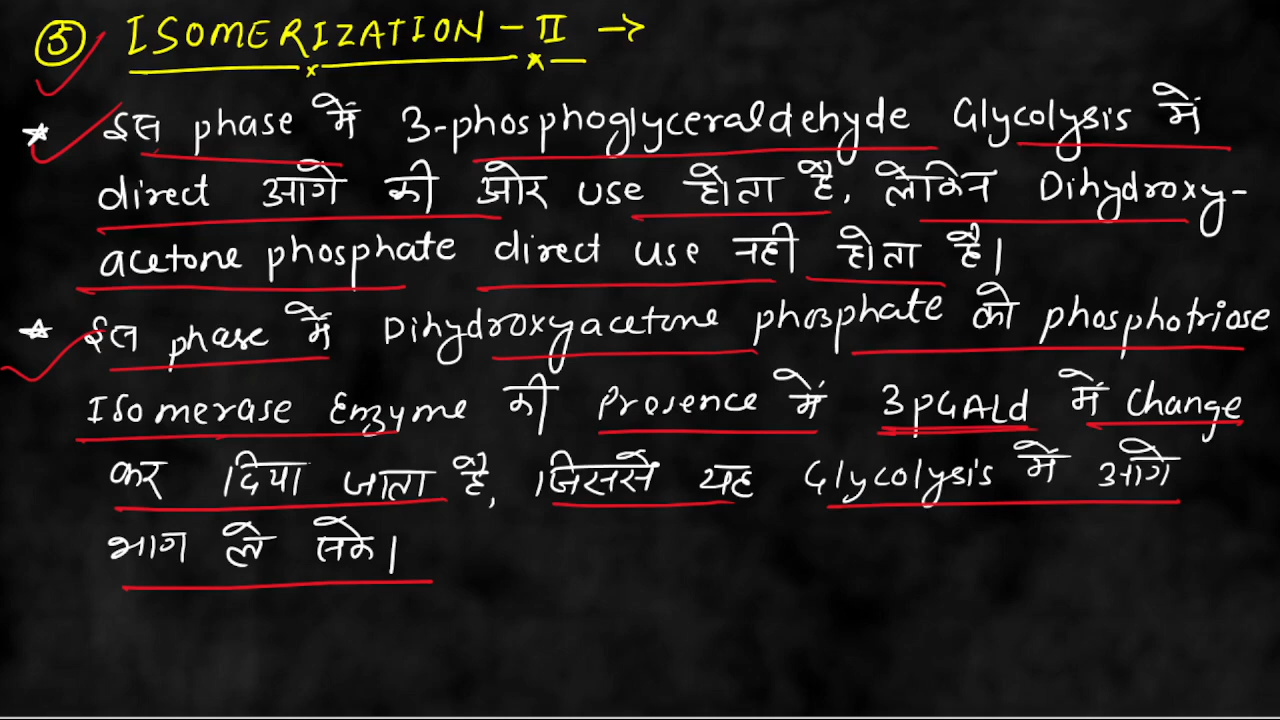 ⑤ ISOMERIZATION - II →
* इस phase में 3-phosphoglyceraldehyde Glycolysis में
direct आगे की ओर use होता है, लेकिन Dihydroxy-
acetone phosphate direct use नही होता है।
* इस phase में Dihydroxyacetone phosphate को phosphotriose
Isomerase Enzyme की Presence में 3PGALd में Change
कर दिया जाता है, जिससे यह Glycolysis में आगे
भाग ले सके।